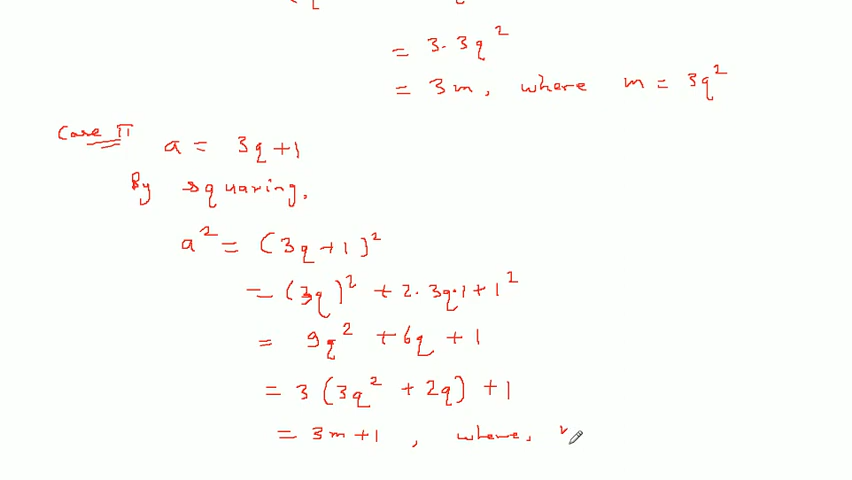 = 3. 3q²
= 3m, where m = 3q²
Case II a = 3q +1
By squaring,
a² = (3q +1)²
= (3q)² + 2. 3q.1 + 1²
= 9q² + 6q + 1
= 3 (3q² + 2q) + 1
= 3m+1 , where,